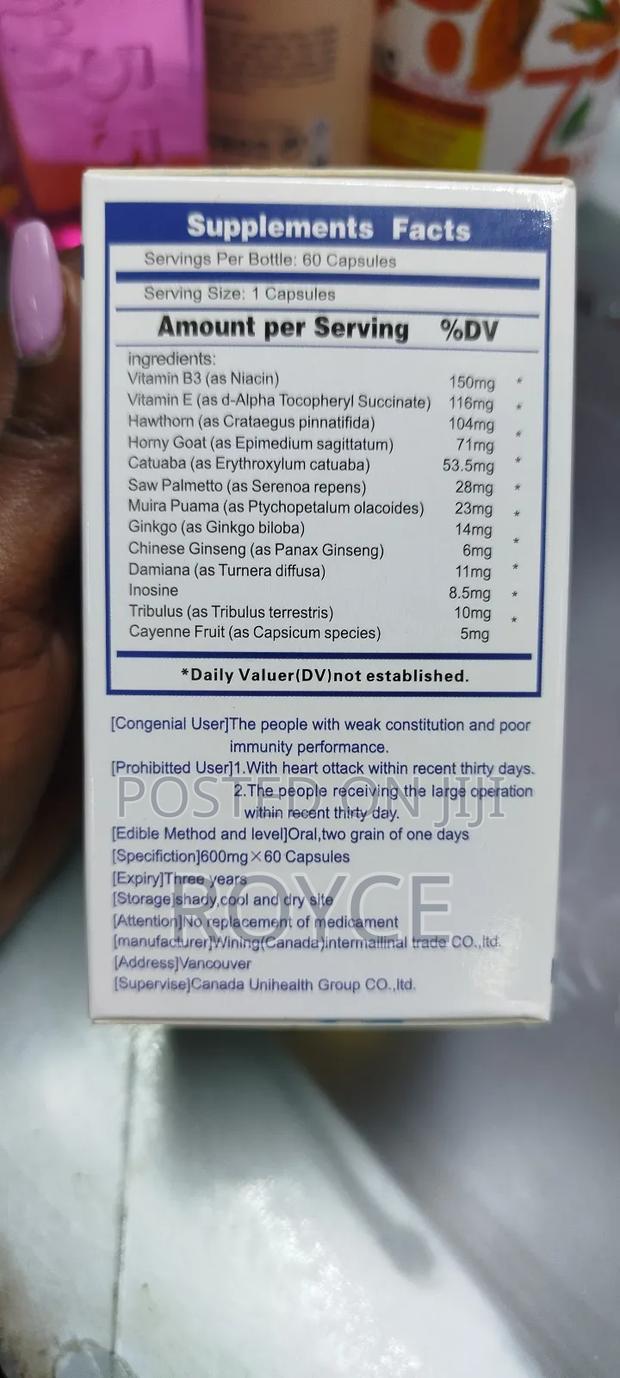 Supplements Facts
Servings Per Bottle: 60 Capsules
Serving Size: 1 Capsules
Amount per Serving %DV
ingredients:
Vitamin B3 (as Niacin) 150mg *
Vitamin E (as d-Alpha Tocopheryl Succinate) 116mg *
Hawthorn (as Crataegus pinnatifida) 104mg *
Horny Goat (as Epimedium sagittatum) 71mg
Catuaba (as Erythroxylum catuaba) 53.5mg *
Saw Palmetto (as Serenoa repens) 28mg *
Muira Puama (as Ptychopetalum olacoides) 23mg *
Ginkgo (as Ginkgo biloba) 14mg
Chinese Ginseng (as Panax Ginseng) 6mg *
Damiana (as Turnera diffusa) 11mg *
Inosine 8.5mg *
Tribulus (as Tribulus terrestris) 10mg *
Cayenne Fruit (as Capsicum species) 5mg
*Daily Valuer(DV)not established.
[Congenial User]The people with weak constitution and poor
immunity performance.
[Prohibitted User]1.With heart ottack within recent thirty days.
2.The people receiving the large operation
within recent thirty day.
POSTED ON JIJI
[Edible Method and level]Oral,two grain of one days
[Specifiction]600mg×60 Capsules
[Expiry]Three years
[Storage]shady,cool and dry site
ROYCE
[Attention]No replacement of medicament
[manufacturer]Wining(Canada)intermallinal trade CO.,ltd.
[Address]Vancouver
[Supervise]Canada Unihealth Group CO.,ltd.